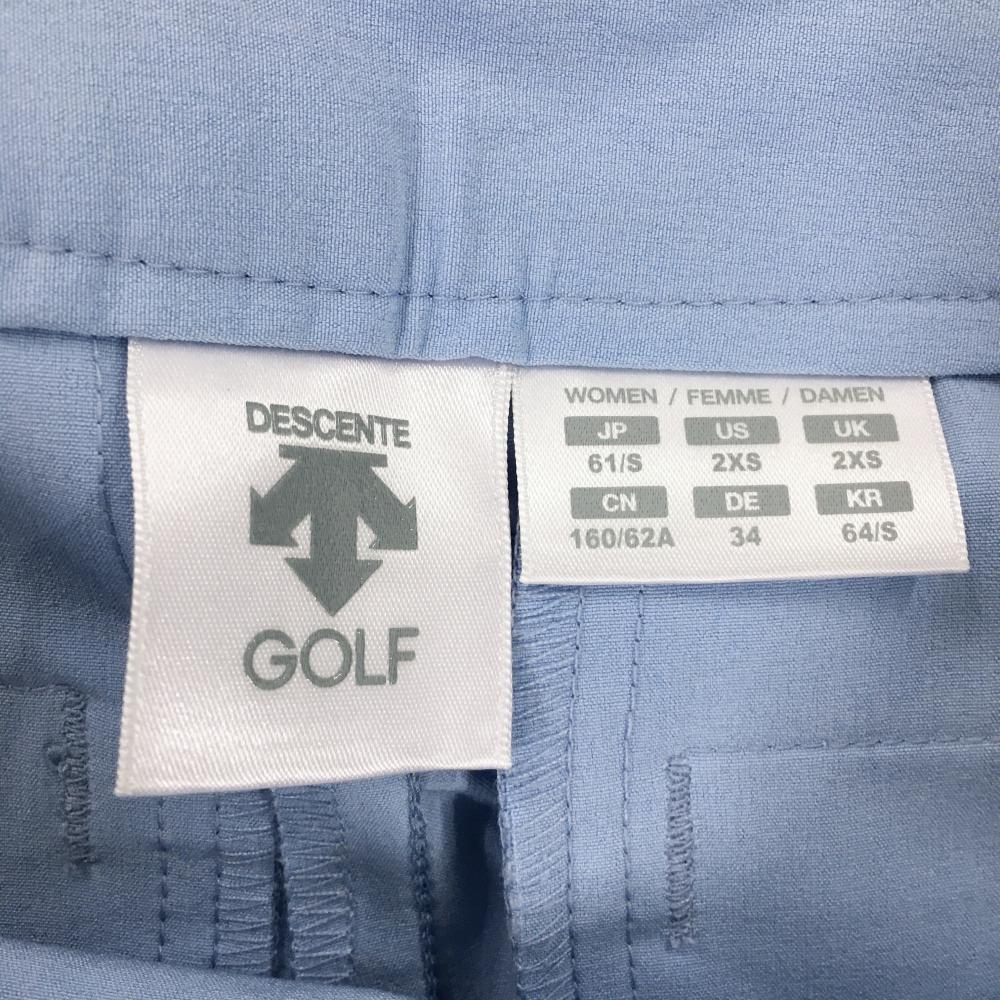 DESCENTE
GOLF
WOMEN / FEMME / DAMEN
JP US UK
61/S 2XS 2XS
CN DE KR
160/62A 34 64/S